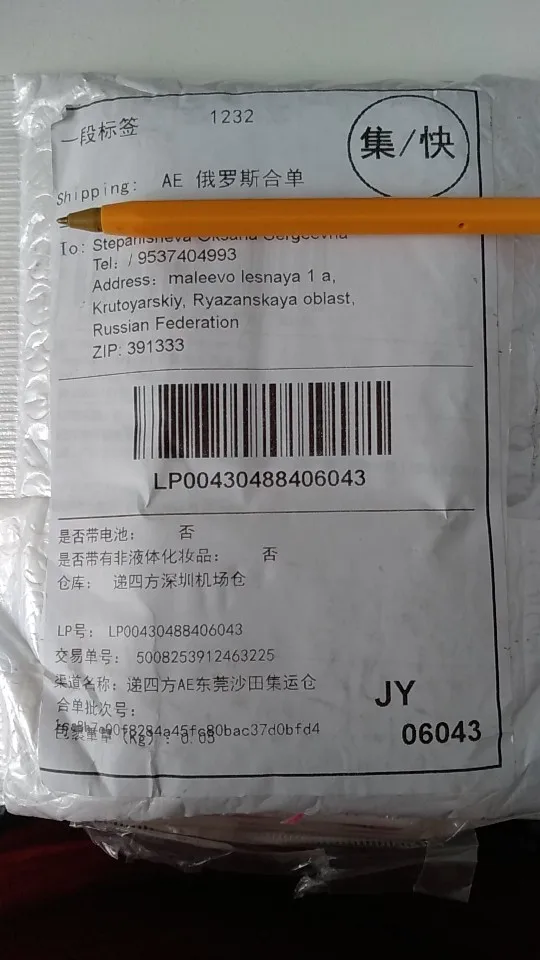 一段标签
1232
集/快
Shipping: AE 俄罗斯合单
To:
Tel: / 9537404993
Address: maleevo lesnaya 1 a,
Krutoyarskiy, Ryazanskaya oblast,
Russian Federation
ZIP: 391333
LP00430488406043
是否带电池： 否
是否带有非液体化妆品： 否
仓库： 递四方深圳机场仓
LP号： LP00430488406043
交易单号： 5008253912463225
渠道名称：递四方AE东莞沙田集运仓
JY
合单批次号：
(Kg): 0.05
06043